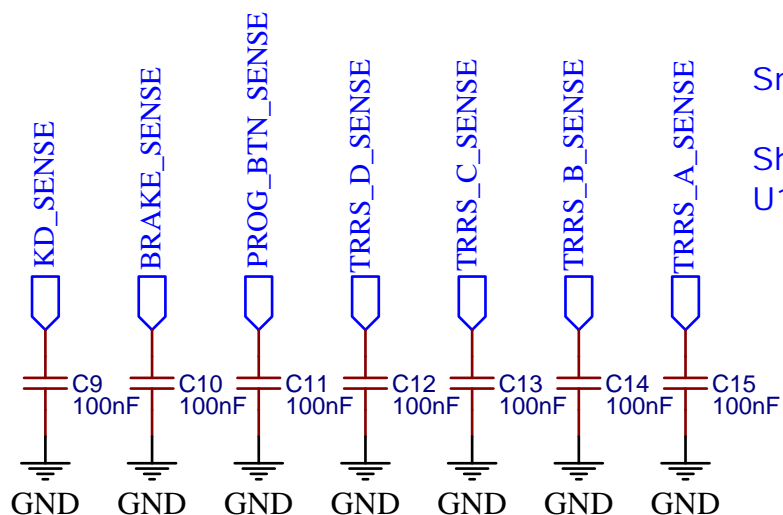 KD_SENSE
BRAKE_SENSE
PROG_BTN_SENSE
TRRS_D_SENSE
TRRS_C_SENSE
TRRS_B_SENSE
TRRS_A_SENSE
C9
100nF
C10
100nF
C11
100nF
C12
100nF
C13
100nF
C14
100nF
C15
100nF
GND
GND
GND
GND
GND
GND
GND